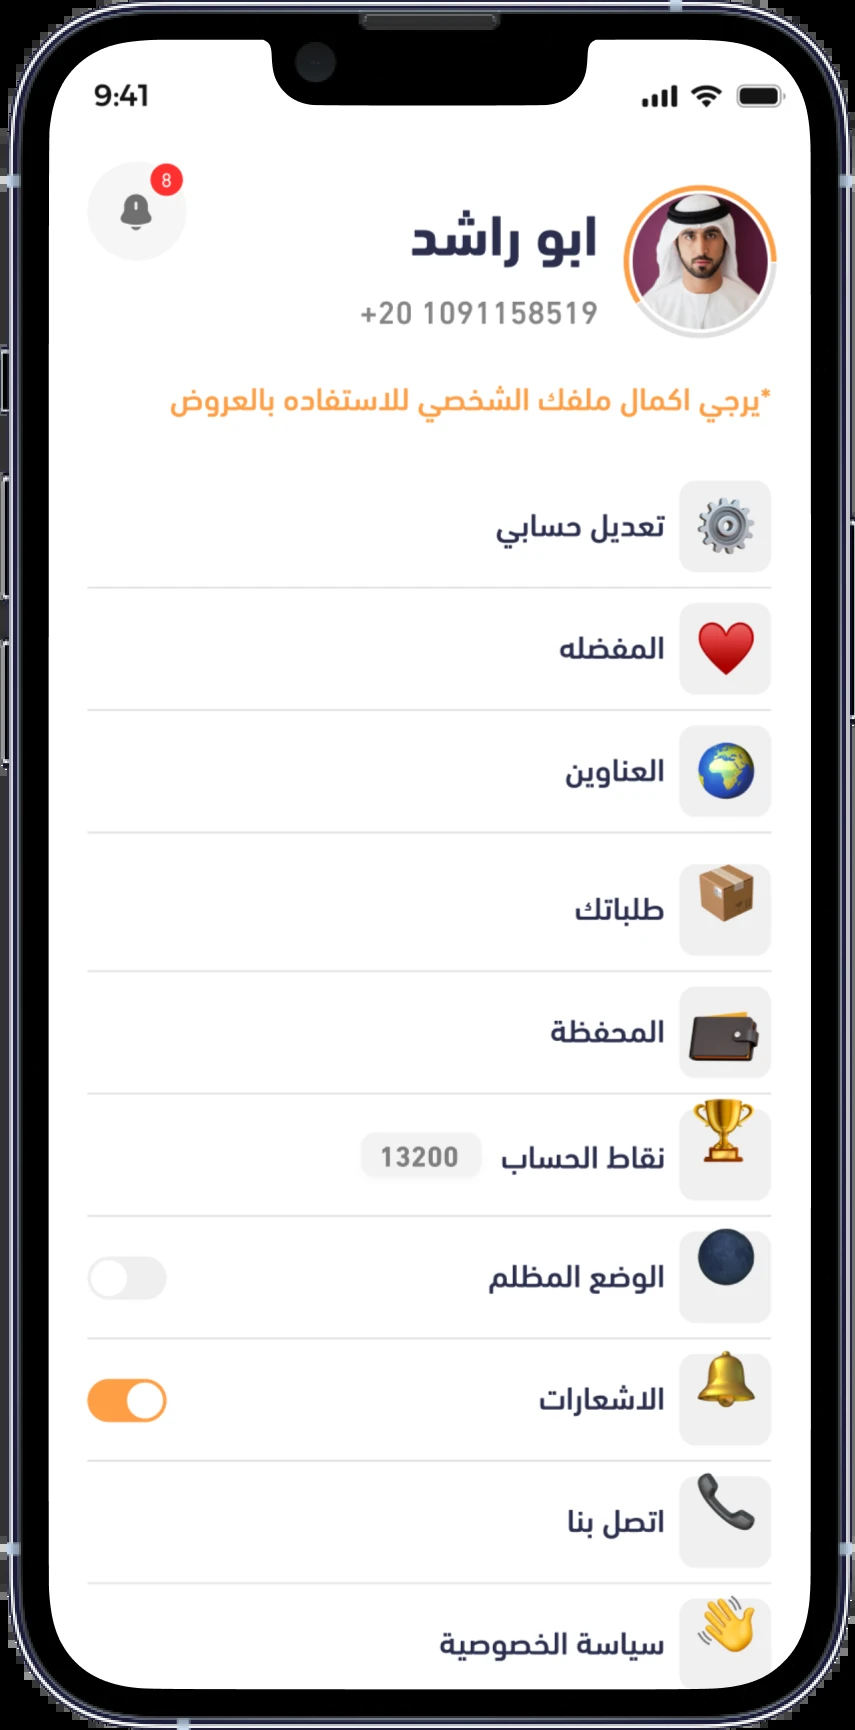 9:41
8
ابو راشد
+20 1091158519
*يرجي اكمال ملفك الشخصي للاستفاده بالعروض
تعديل حسابي
المفضله
العناوين
طلباتك
المحفظة
نقاط الحساب 13200
الوضع المظلم
الاشعارات
اتصل بنا
سياسة الخصوصية